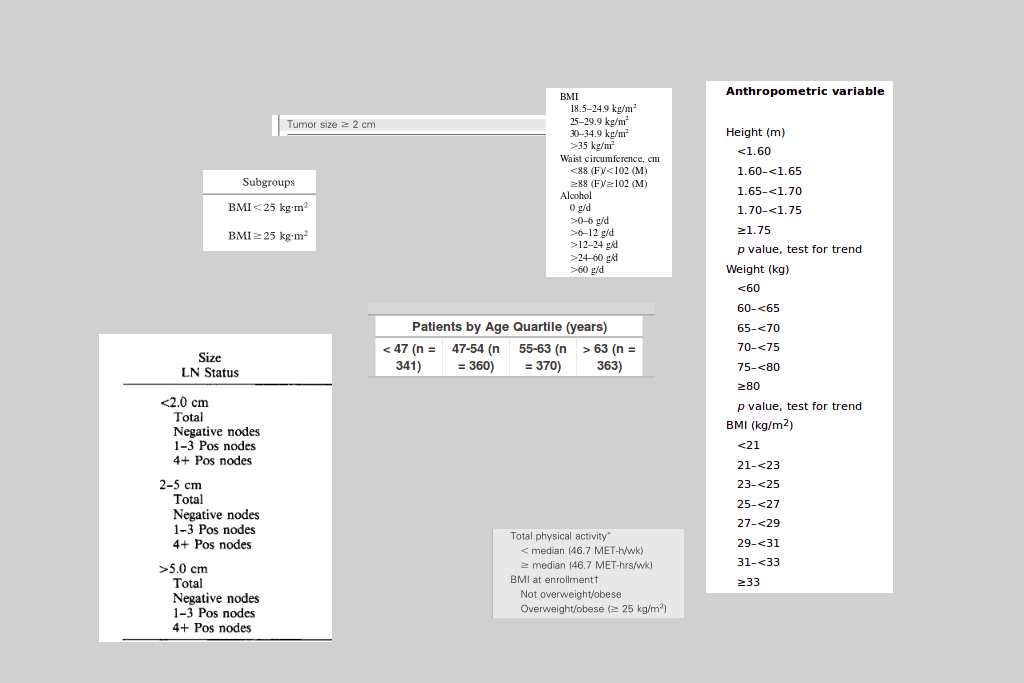 Tumor size ≥ 2 cm
Subgroups
BMI < 25 kg·m²
BMI ≥ 25 kg·m²
BMI
18.5–24.9 kg/m²
25–29.9 kg/m²
30–34.9 kg/m²
>35 kg/m²
Waist circumference, cm
<88 (F)/<102 (M)
≥88 (F)/≥102 (M)
Alcohol
0 g/d
>0–6 g/d
>6–12 g/d
>12–24 g/d
>24–60 g/d
>60 g/d
Anthropometric variable
Height (m)
<1.60
1.60–<1.65
1.65–<1.70
1.70–<1.75
≥1.75
p value, test for trend
Weight (kg)
<60
60–<65
65–<70
70–<75
75–<80
≥80
p value, test for trend
BMI (kg/m²)
<21
21–<23
23–<25
25–<27
27–<29
29–<31
31–<33
≥33
Patients by Age Quartile (years)
< 47 (n = 47-54 (n 55-63 (n > 63 (n =
341) = 360) = 370) 363)
Size
LN Status
<2.0 cm
Total
Negative nodes
1–3 Pos nodes
4+ Pos nodes
2–5 cm
Total
Negative nodes
1–3 Pos nodes
4+ Pos nodes
>5.0 cm
Total
Negative nodes
1–3 Pos nodes
4+ Pos nodes
Total physical activity*
< median (46.7 MET-h/wk)
≥ median (46.7 MET-hrs/wk)
BMI at enrollment†
Not overweight/obese
Overweight/obese (≥ 25 kg/m²)